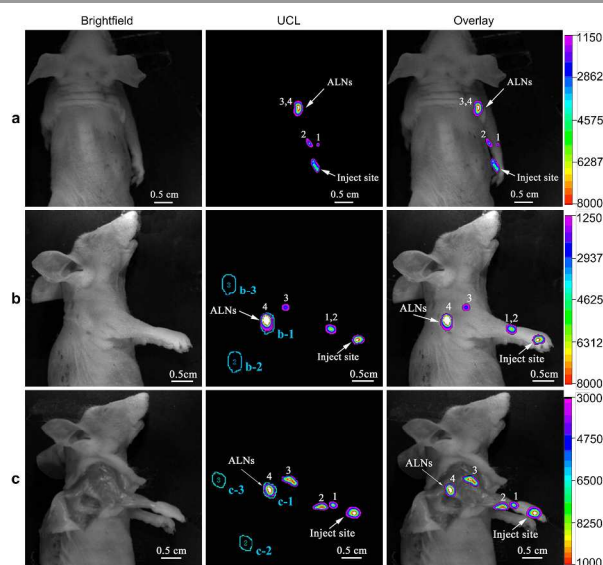 Brightfield UCL Overlay
a
0.5 cm
3,4
ALNs
2 1
Inject site
0.5 cm
3,4
ALNs
2 1
Inject site
0.5 cm
1150
2862
4575
6287
8000
b
0.5cm
b-3
ALNs
4 3
b-1
1,2
Inject site
b-2
0.5cm
ALNs
4 3
1,2
Inject site
0.5cm
1250
2937
4625
6312
8000
c
0.5 cm
ALNs
4 3
c-3
c-1
2 1
Inject site
c-2
0.5 cm
ALNs
4 3
2 1
Inject site
0.5 cm
3000
4750
6500
8250
1000